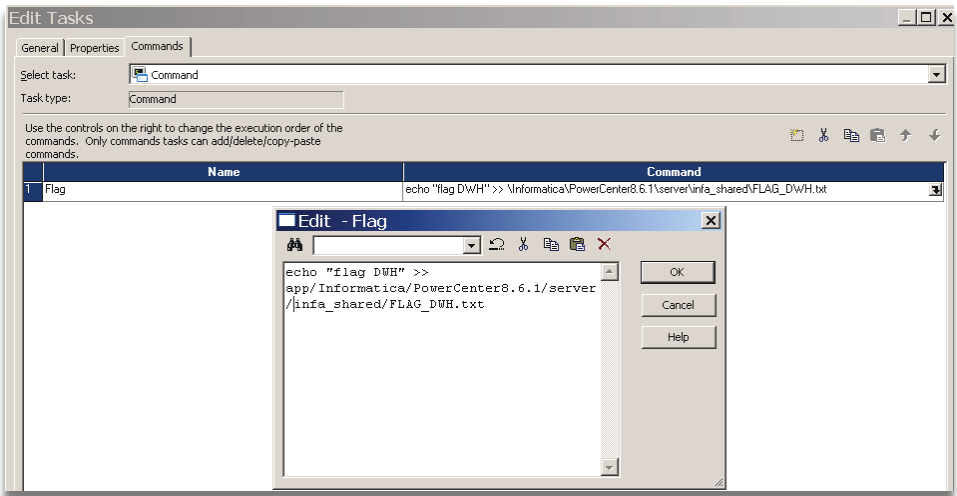 Edit Tasks
General Properties Commands
Select task: Command
Task type: Command
Use the controls on the right to change the execution order of the
commands. Only commands tasks can add/delete/copy-paste
commands.
Name Command
1 Flag echo "flag DWH" >> \Informatica\PowerCenter8.6.1\server\infa_shared\FLAG_DWH.txt
Edit - Flag
echo "flag DWH" >>
app/Informatica/PowerCenter8.6.1/server
/infa_shared/FLAG_DWH.txt
OK
Cancel
Help